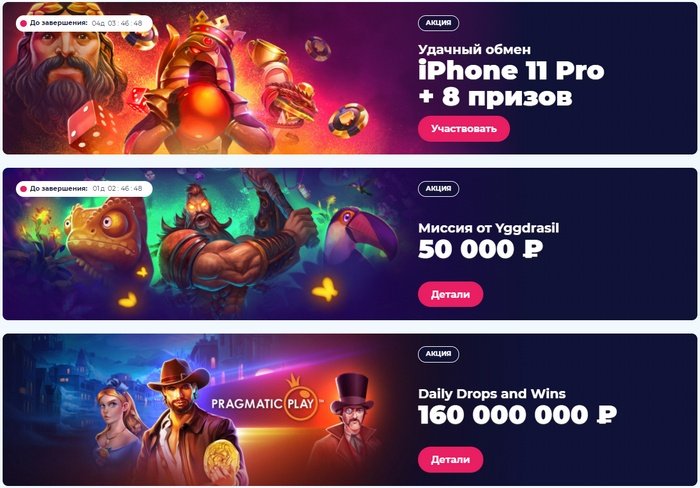 До завершения: 04д 03 : 46 : 48
АКЦИЯ
Удачный обмен
iPhone 11 Pro
+ 8 призов
Участвовать
До завершения: 01д 02 : 46 : 48
АКЦИЯ
Миссия от Yggdrasil
50 000 ₽
Детали
АКЦИЯ
PRAGMATIC PLAY™
Daily Drops and Wins
160 000 000 ₽
Детали